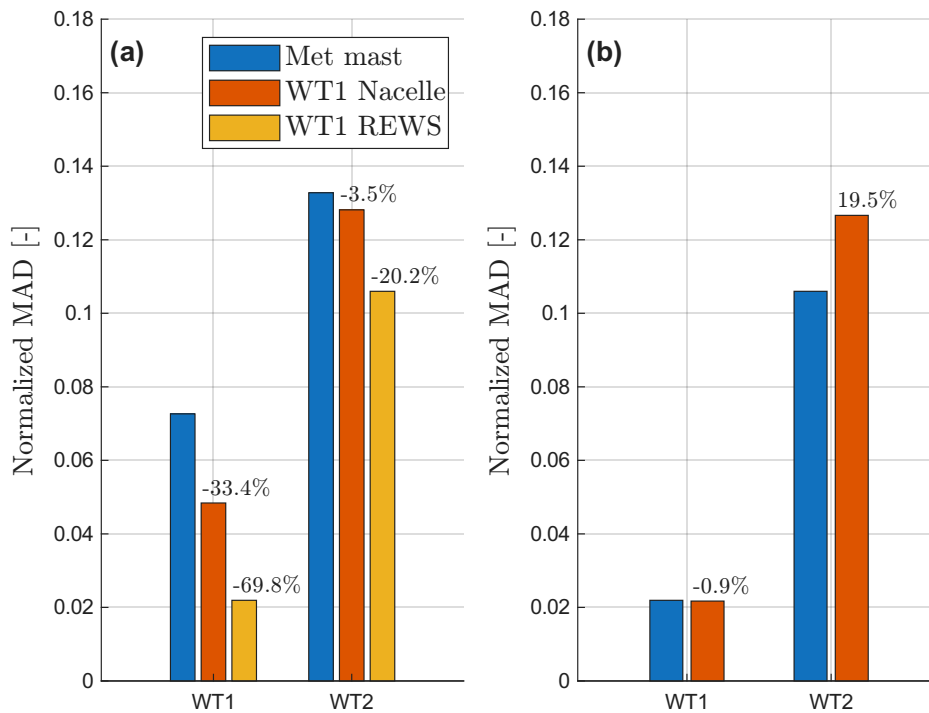 (a)
Met mast
WT1 Nacelle
WT1 REWS
Normalized MAD [-]
0.18
0.16
0.14
0.12
0.1
0.08
0.06
0.04
0.02
0
-33.4%
-69.8%
-3.5%
-20.2%
WT1
WT2
(b)
Normalized MAD [-]
0.18
0.16
0.14
0.12
0.1
0.08
0.06
0.04
0.02
0
-0.9%
19.5%
WT1
WT2